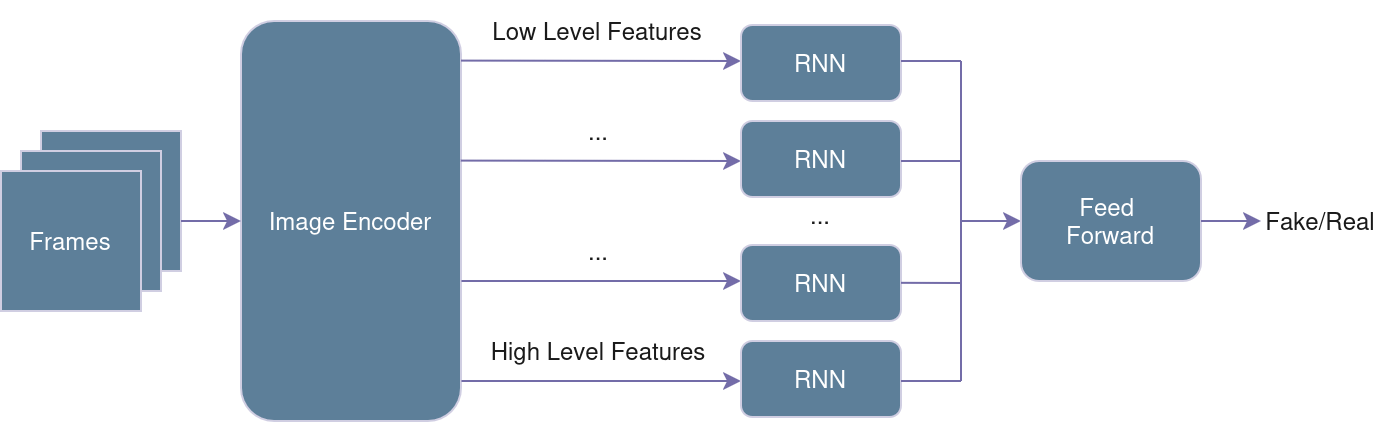 Low Level Features
RNN
...
RNN
Frames
Image Encoder
...
Feed
Forward
Fake/Real
...
RNN
High Level Features
RNN